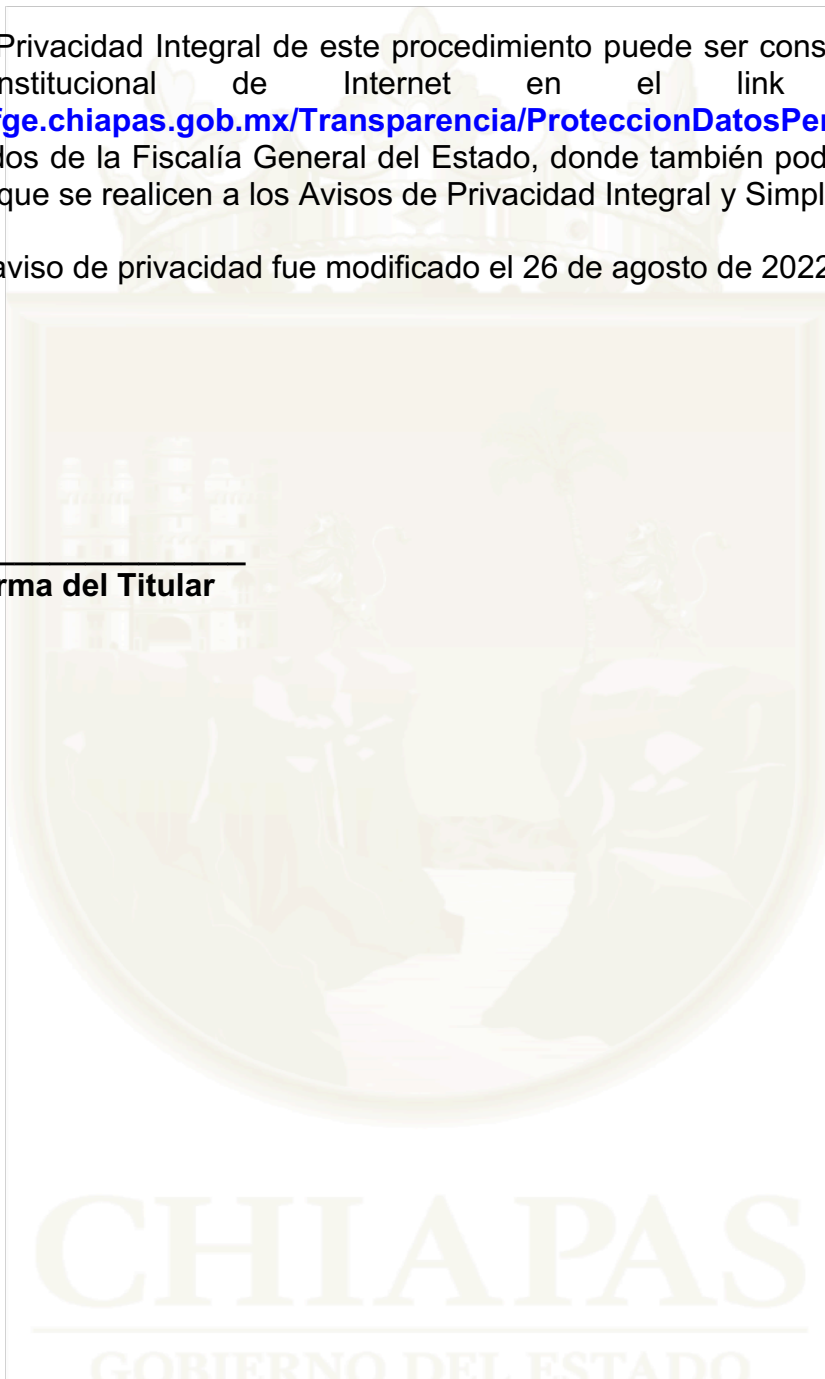 Privacidad Integral de este procedimiento puede ser cons
nstitucional de Internet en el link
fge.chiapas.gob.mx/Transparencia/ProteccionDatosPer
dos de la Fiscalía General del Estado, donde también pod
que se realicen a los Avisos de Privacidad Integral y Simpl
aviso de privacidad fue modificado el 26 de agosto de 2022
rma del Titular
CHIAPAS
GOBIERNO DEL ESTADO